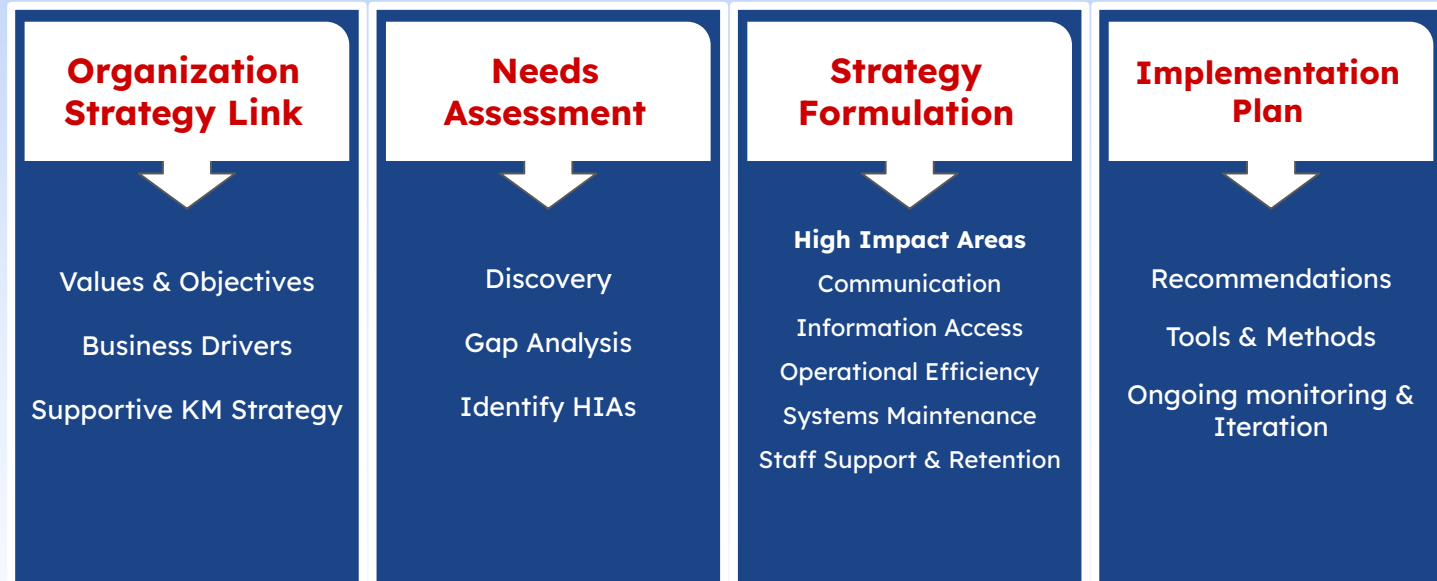 Organization
Strategy Link
Values & Objectives
Business Drivers
Supportive KM Strategy
Needs
Assessment
Discovery
Gap Analysis
Identify HIAs
Strategy
Formulation
High Impact Areas
Communication
Information Access
Operational Efficiency
Systems Maintenance
Staff Support & Retention
Implementation
Plan
Recommendations
Tools & Methods
Ongoing monitoring &
Iteration